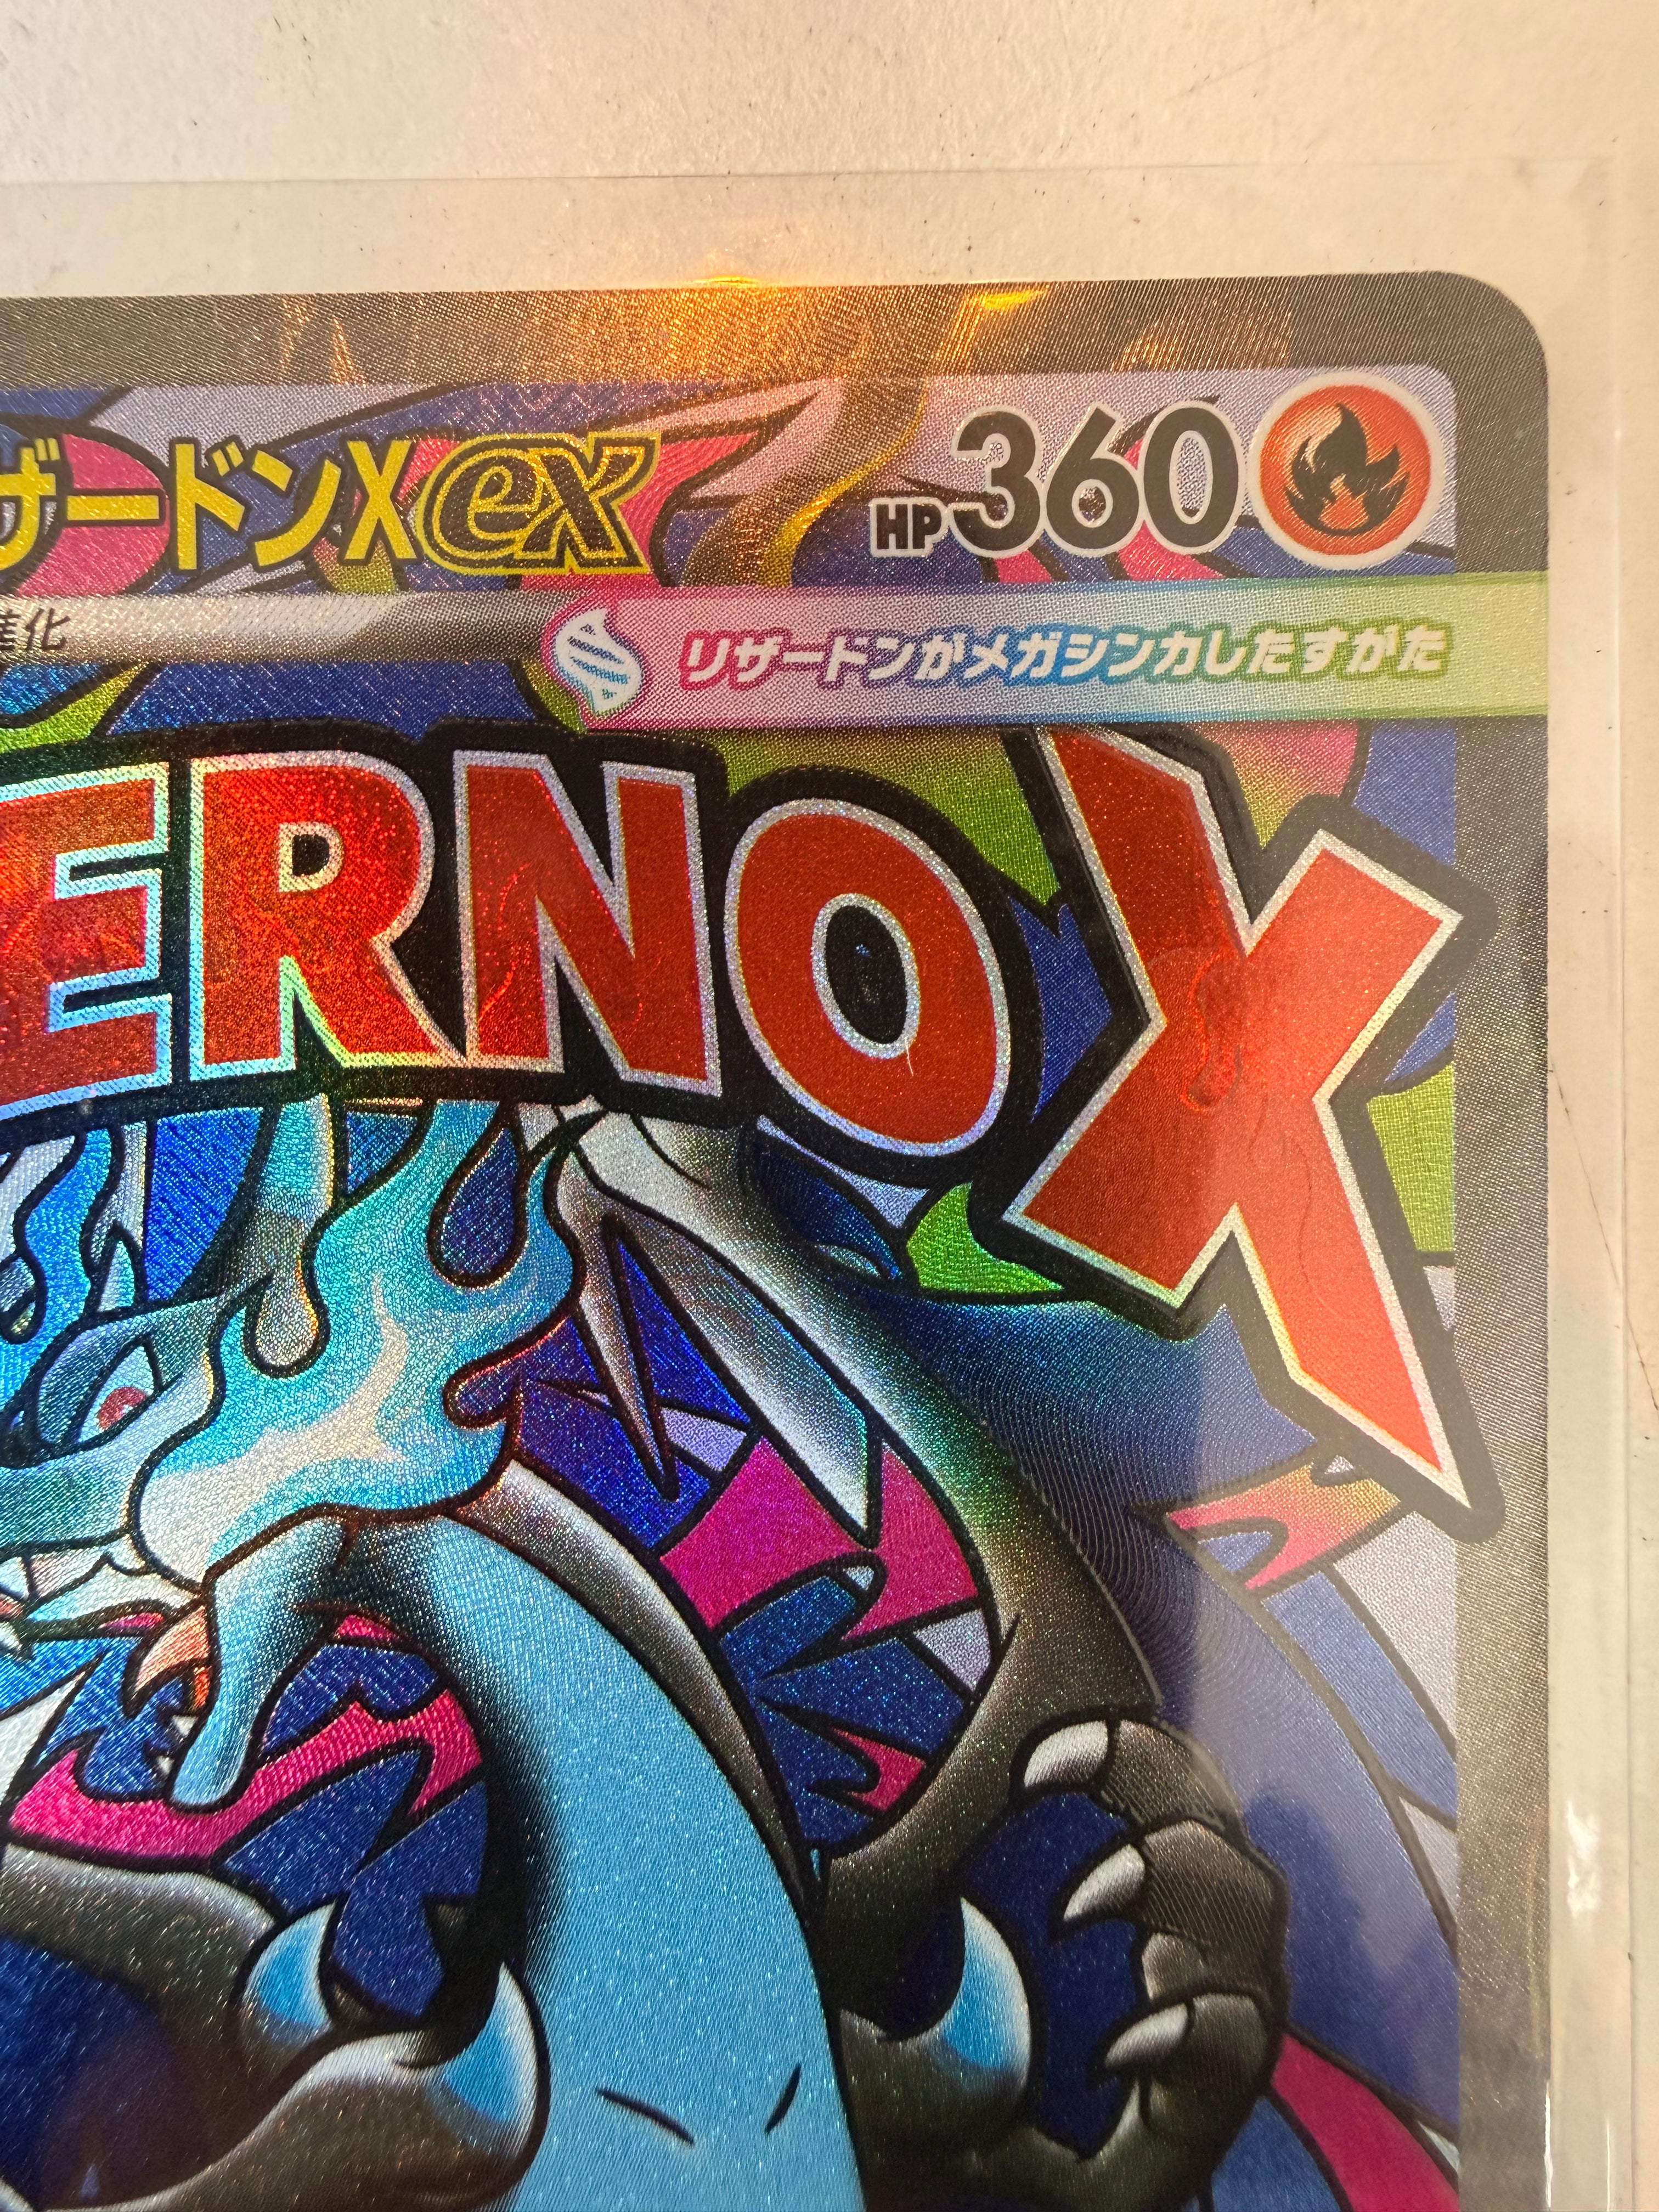 ザードンXex HP360
進化 リザードンがメガシンカしたすがた
ERNO X